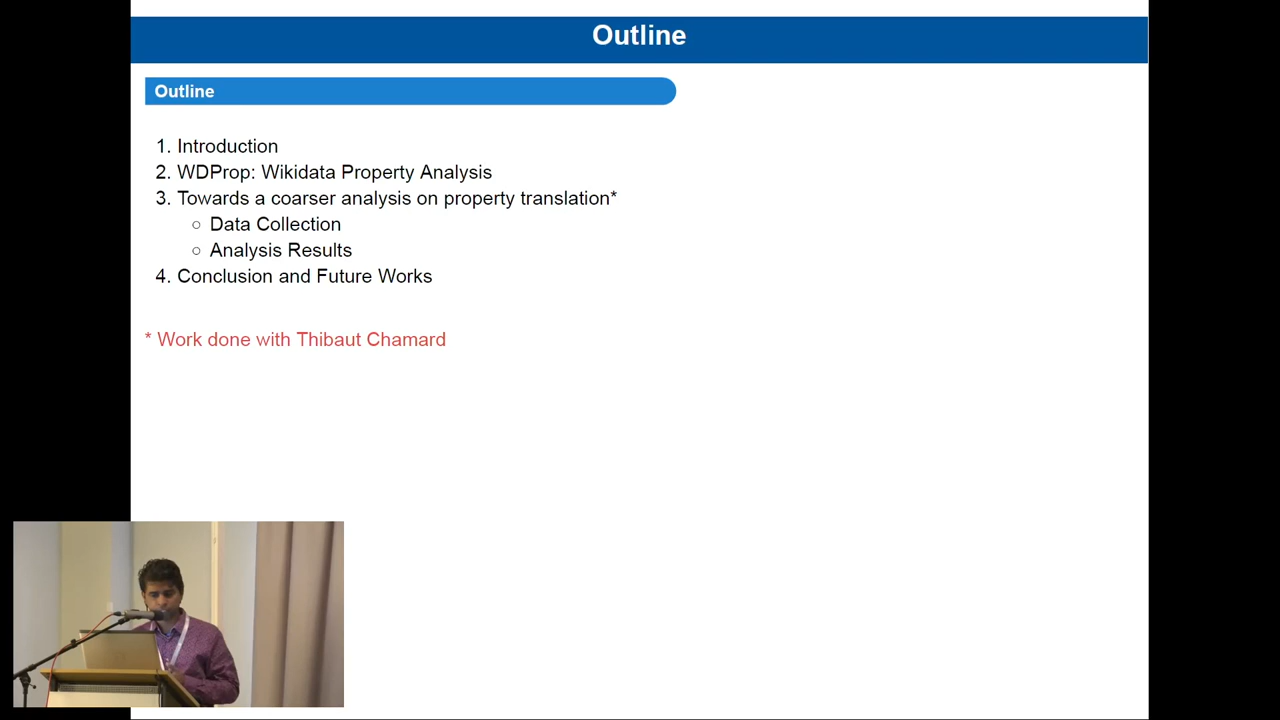 Outline
Outline
1. Introduction
2. WDProp: Wikidata Property Analysis
3. Towards a coarser analysis on property translation*
○ Data Collection
○ Analysis Results
4. Conclusion and Future Works
* Work done with Thibaut Chamard